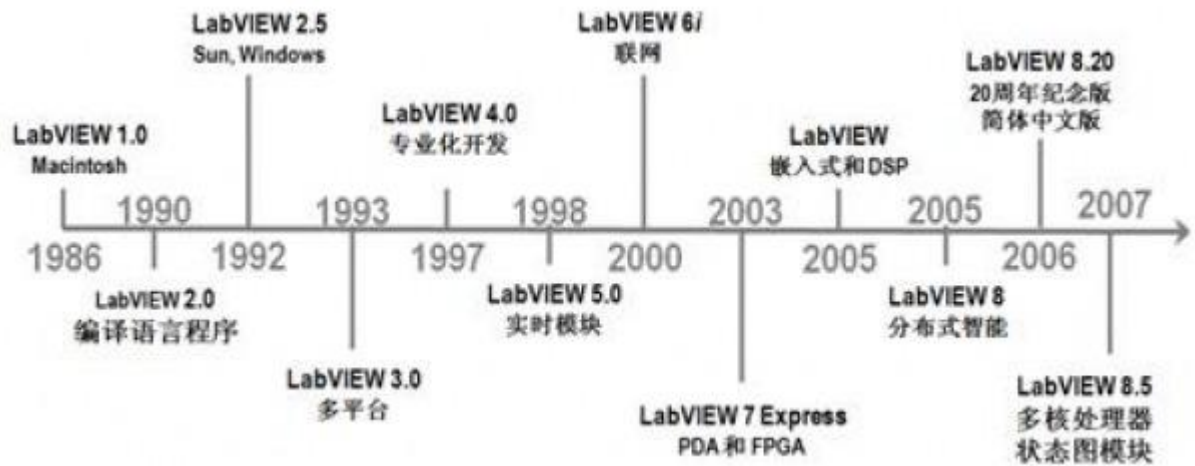 LabVIEW 1.0
Macintosh
1986
1990
LabVIEW 2.0
编译语言程序
LabVIEW 2.5
Sun, Windows
1992
1993
LabVIEW 3.0
多平台
LabVIEW 4.0
专业化开发
1997
1998
LabVIEW 5.0
实时模块
LabVIEW 6i
联网
2000
2003
LabVIEW 7 Express
PDA 和 FPGA
LabVIEW
嵌入式和DSP
2005
2005
LabVIEW 8
分布式智能
LabVIEW 8.20
20周年纪念版
简体中文版
2006
2007
LabVIEW 8.5
多核处理器
状态图模块